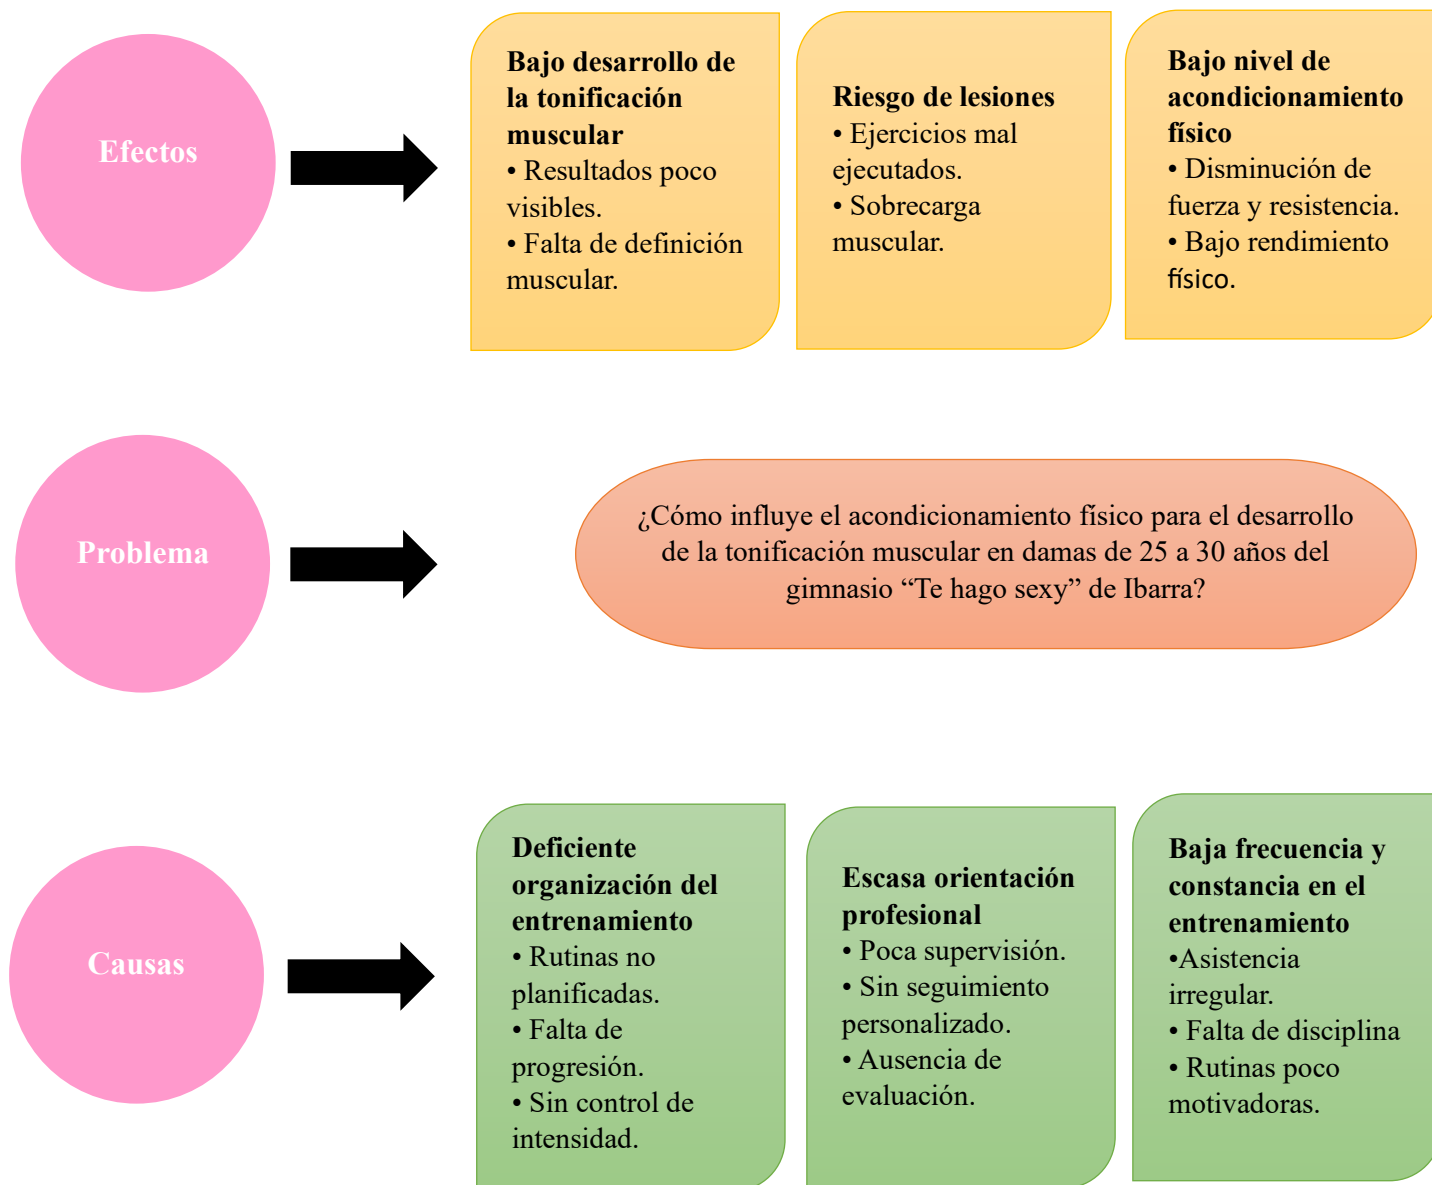 Efectos
Bajo desarrollo de
la tonificación
muscular
• Resultados poco
visibles.
• Falta de definición
muscular.
Riesgo de lesiones
• Ejercicios mal
ejecutados.
• Sobrecarga
muscular.
Bajo nivel de
acondicionamiento
físico
• Disminución de
fuerza y resistencia.
• Bajo rendimiento
físico.
Problema
¿Cómo influye el acondicionamiento físico para el desarrollo
de la tonificación muscular en damas de 25 a 30 años del
gimnasio “Te hago sexy” de Ibarra?
Causas
Deficiente
organización del
entrenamiento
• Rutinas no
planificadas.
• Falta de
progresión.
• Sin control de
intensidad.
Escasa orientación
profesional
• Poca supervisión.
• Sin seguimiento
personalizado.
• Ausencia de
evaluación.
Baja frecuencia y
constancia en el
entrenamiento
•Asistencia
irregular.
• Falta de disciplina
• Rutinas poco
motivadoras.